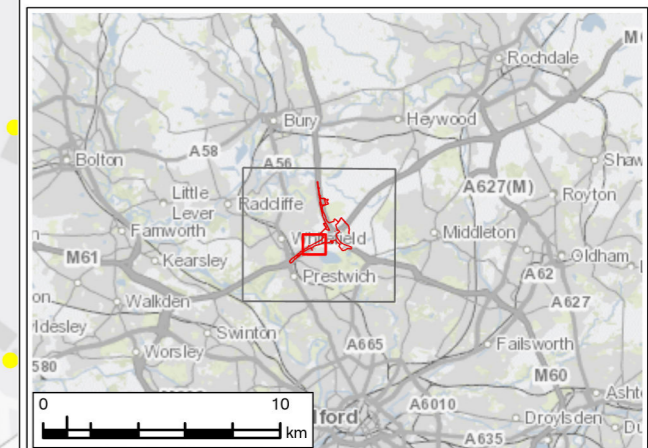 Rochdale
Bury
Heywood
Bolton
A58
A56
Shaw
A627(M)
Little
Lever
Radcliffe
Royton
Farnworth
Whitefield
Middleton
M61
Kearsley
Oldham
Prestwich
A62
Walkden
A627
Swinton
A665
Failsworth
Worsley
580
M60
0
10
km
A6010
Droylsden
A635